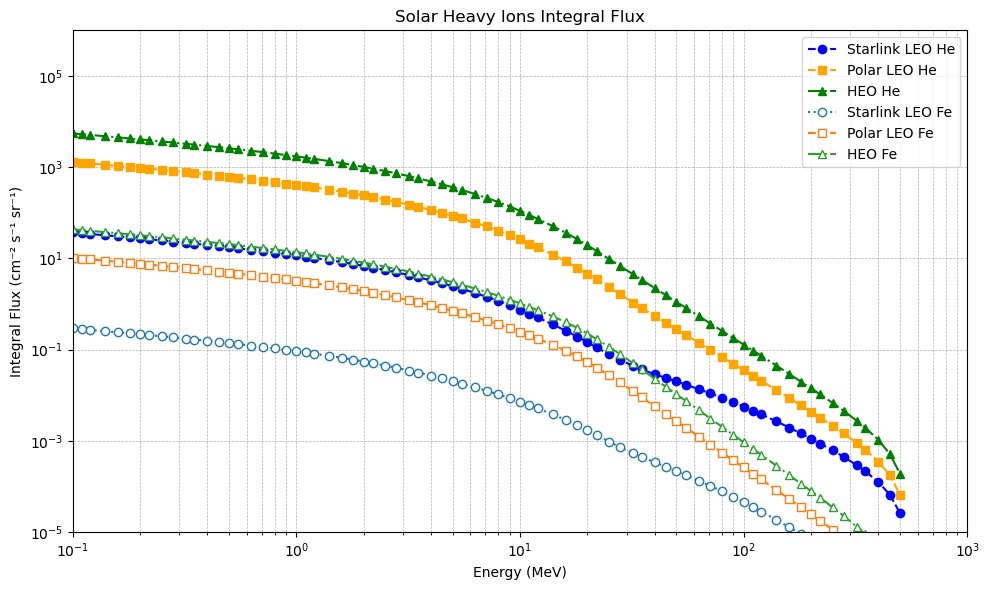 Solar Heavy Ions Integral Flux
Integral Flux (cm⁻² s⁻¹ sr⁻¹)
10⁵
10³
10¹
10⁻¹
10⁻³
10⁻⁵
Starlink LEO He
Polar LEO He
HEO He
Starlink LEO Fe
Polar LEO Fe
HEO Fe
10⁻¹ 10⁰ 10¹ 10² 10³
Energy (MeV)